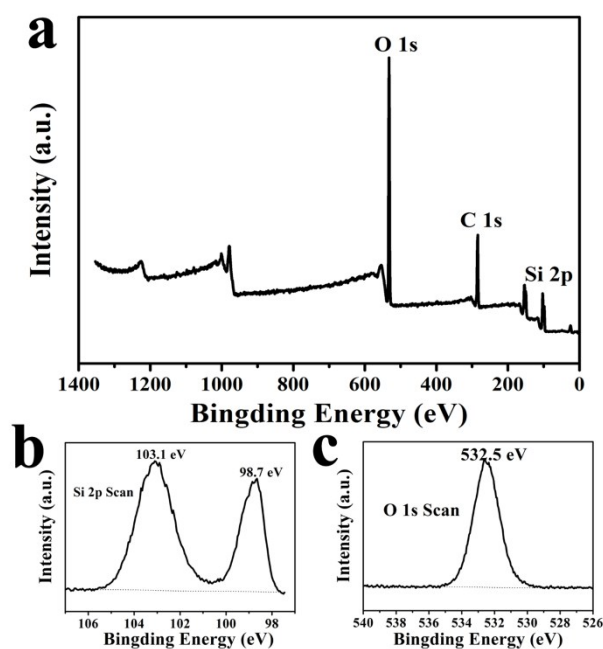 a
O 1s
C 1s
Si 2p
Intensity (a.u.)
1400 1200 1000 800 600 400 200 0
Bingding Energy (eV)
b
103.1 eV
98.7 eV
Si 2p Scan
Intensity (a.u.)
106 104 102 100 98
Bingding Energy (eV)
c
532.5 eV
O 1s Scan
Intensity (a.u.)
540 538 536 534 532 530 528 526
Bingding Energy (eV)